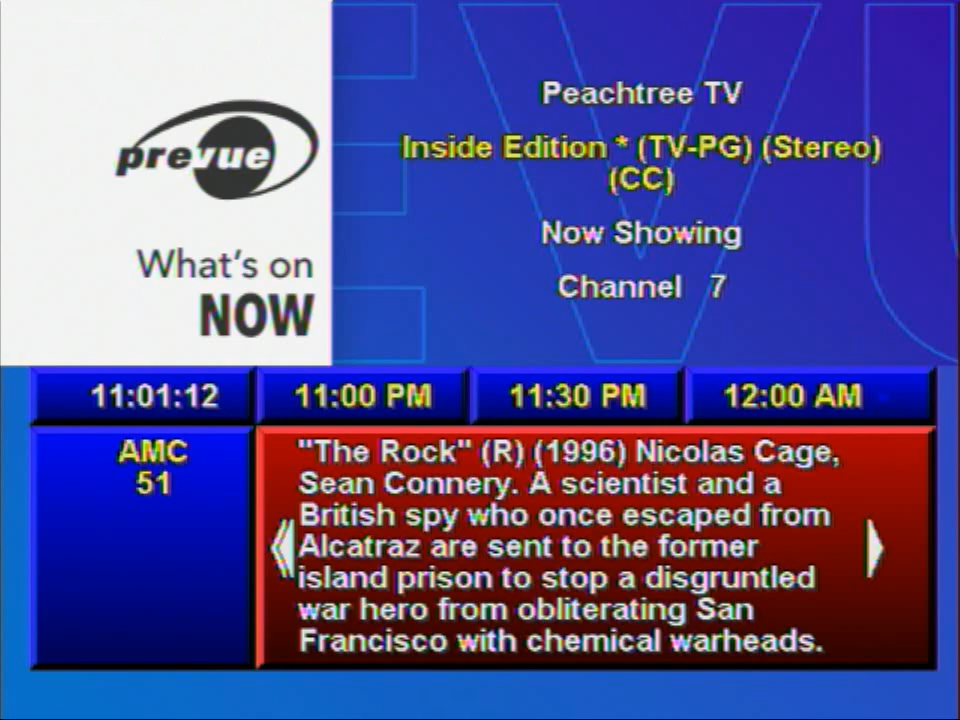 prevue
What's on
NOW
Peachtree TV
Inside Edition * (TV-PG) (Stereo)
(CC)
Now Showing
Channel 7
11:01:12 11:00 PM 11:30 PM 12:00 AM
AMC
51
"The Rock" (R) (1996) Nicolas Cage,
Sean Connery. A scientist and a
British spy who once escaped from
Alcatraz are sent to the former
island prison to stop a disgruntled
war hero from obliterating San
Francisco with chemical warheads.